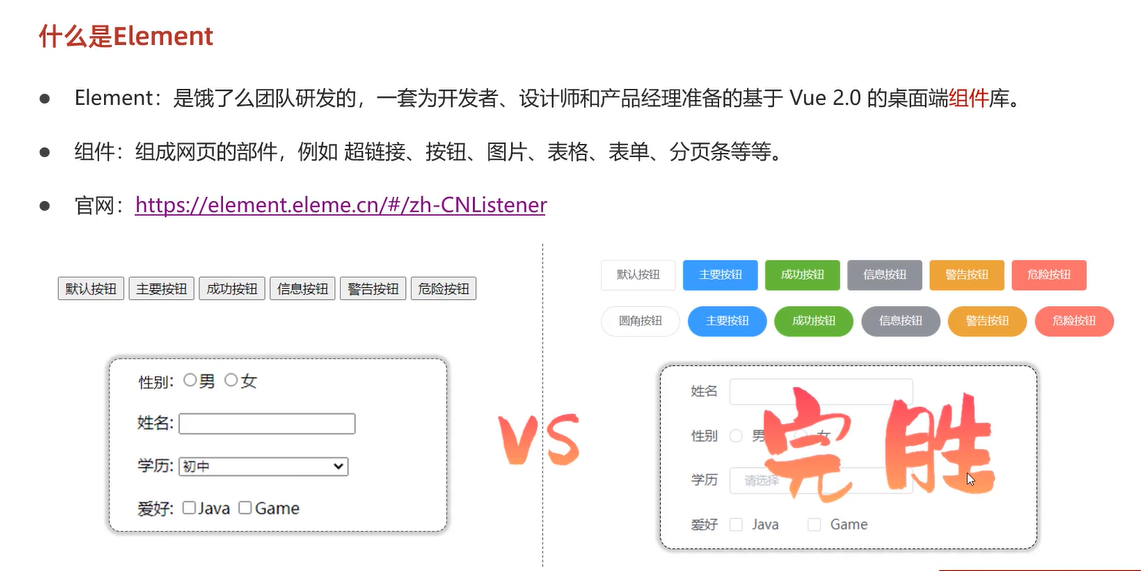 什么是Element
Element：是饿了么团队研发的，一套为开发者、设计师和产品经理准备的基于 Vue 2.0 的桌面端组件库。
组件：组成网页的部件，例如 超链接、按钮、图片、表格、表单、分页条等等。
官网：https://element.eleme.cn/#/zh-CNListener
默认按钮 主要按钮 成功按钮 信息按钮 警告按钮 危险按钮
性别: 男 女
姓名:
学历: 初中
爱好: Java Game
VS
默认按钮 主要按钮 成功按钮 信息按钮 警告按钮 危险按钮
圆角按钮 主要按钮 成功按钮 信息按钮 警告按钮 危险按钮
姓名
性别 男 女
学历 请选择
爱好 Java Game
完胜